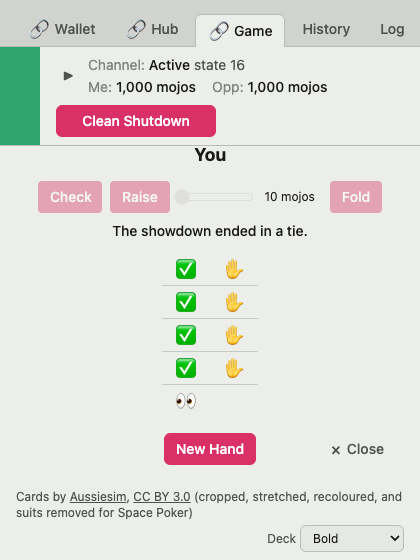 Wallet Hub Game History Log
Channel: Active state 16
Me: 1,000 mojos Opp: 1,000 mojos
Clean Shutdown
You
Check Raise 10 mojos Fold
The showdown ended in a tie.
New Hand × Close
Cards by Aussiesim, CC BY 3.0 (cropped, stretched, recoloured, and
suits removed for Space Poker)
Deck Bold